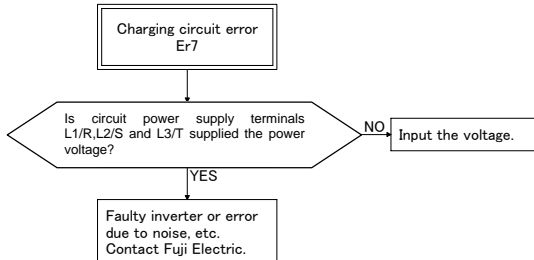 Charging circuit error
Er7
Is circuit power supply terminals
L1/R,L2/S and L3/T supplied the power
voltage?
NO
Input the voltage.
YES
Faulty inverter or error
due to noise, etc.
Contact Fuji Electric.